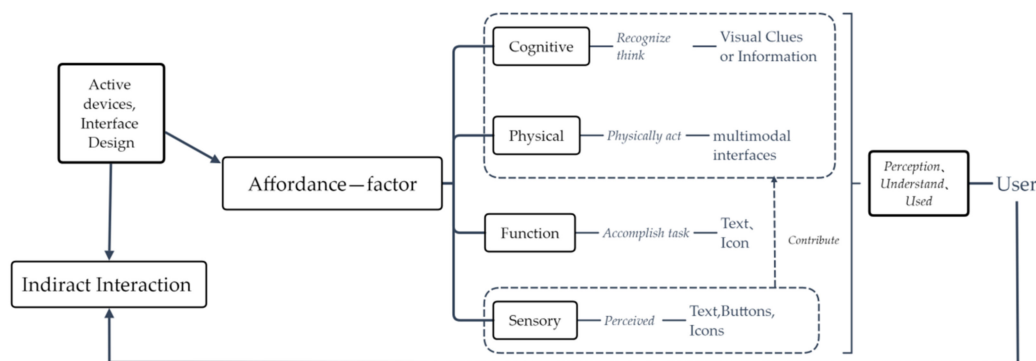 Active
devices,
Interface
Design
Affordance—factor
Indiract Interaction
Cognitive
Recognize
think
Visual Clues
or Information
Physical
Physically act
multimodal
interfaces
Function
Accomplish task
Text、
Icon
Contribute
Sensory
Perceived
Text,Buttons,
Icons
Perception、
Understand、
Used
User